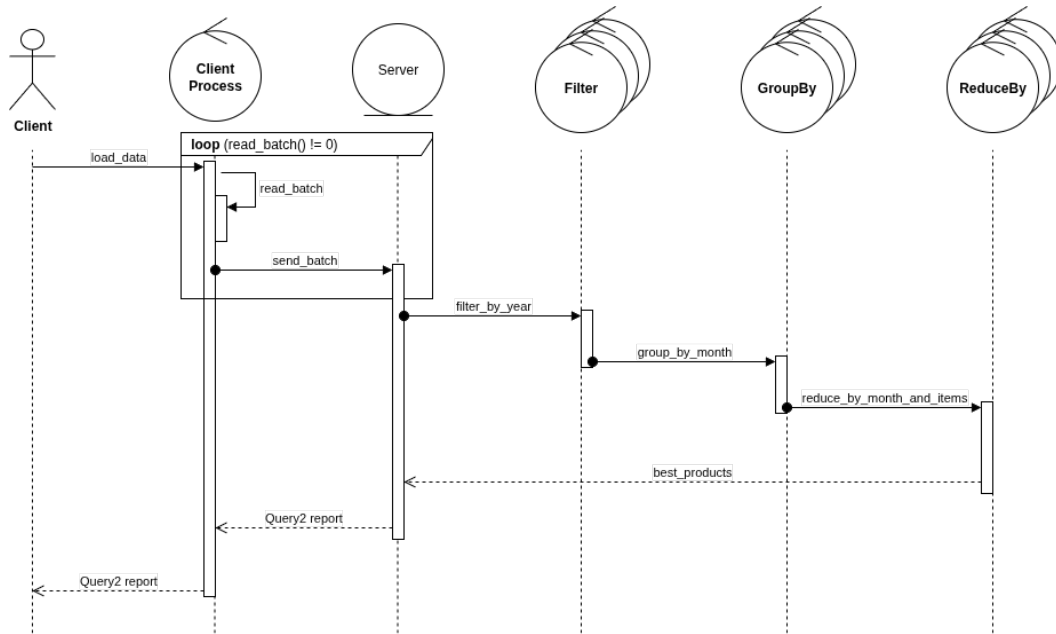 Client
Client
Process
Server
Filter
GroupBy
ReduceBy
loop (read_batch() != 0)
load_data
read_batch
send_batch
filter_by_year
group_by_month
reduce_by_month_and_items
best_products
Query2 report
Query2 report